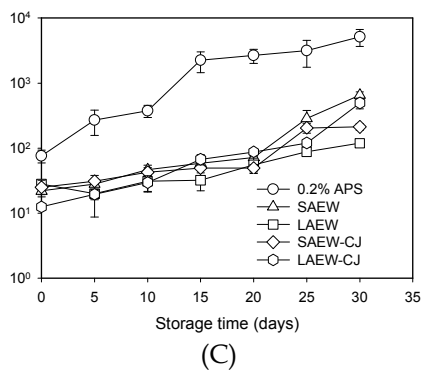 10⁴
10³
10²
10¹
10⁰
0.2% APS
SAEW
LAEW
SAEW-CJ
LAEW-CJ
0 5 10 15 20 25 30 35
Storage time (days)
(C)